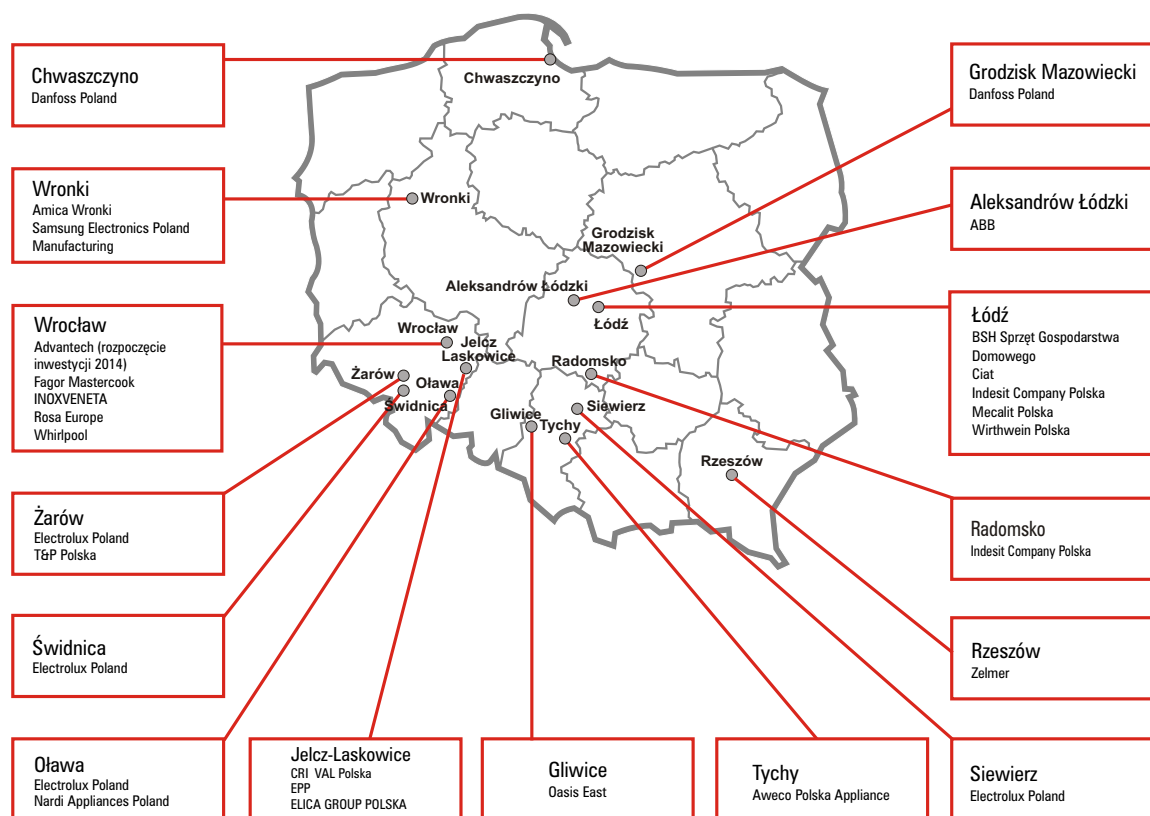 Chwaszczyno
Danfoss Poland
Wronki
Amica Wronki
Samsung Electronics Poland
Manufacturing
Wrocław
Advantech (rozpoczęcie
inwestycji 2014)
Fagor Mastercook
INOXVENETA
Rosa Europe
Whirlpool
Żarów
Electrolux Poland
T&P Polska
Świdnica
Electrolux Poland
Oława
Electrolux Poland
Nardi Appliances Poland
Jelcz-Laskowice
CRI VAL Polska
EPP
ELICA GROUP POLSKA
Gliwice
Oasis East
Tychy
Aweco Polska Appliance
Siewierz
Electrolux Poland
Rzeszów
Zelmer
Radomsko
Indesit Company Polska
Łódź
BSH Sprzęt Gospodarstwa
Domowego
Ciat
Indesit Company Polska
Mecalit Polska
Wirthwein Polska
Aleksandrów Łódzki
ABB
Grodzisk Mazowiecki
Danfoss Poland
Chwaszczyno
Wronki
Grodzisk
Mazowiecki
Aleksandrów Łódzki
Łódź
Wrocław
Jelcz
Laskowice
Żarów
Oława
Świdnica
Radomsko
Siewierz
Gliwice
Tychy
Rzeszów